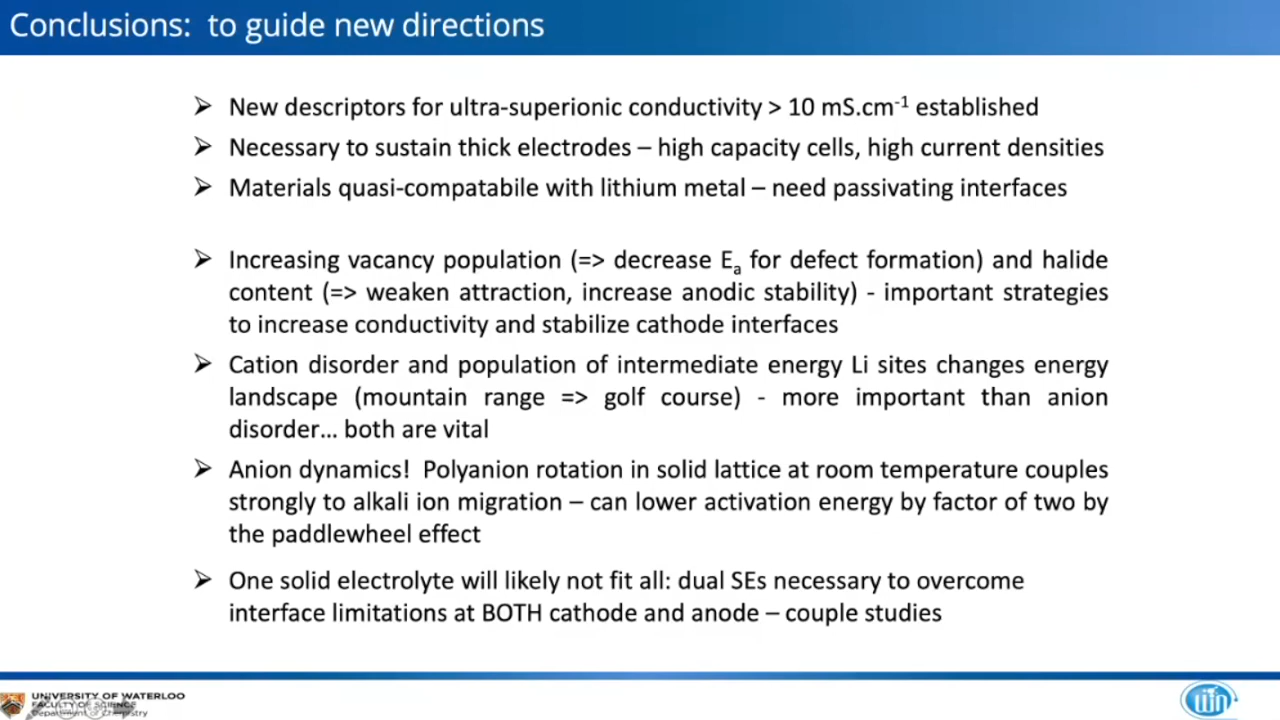 Conclusions: to guide new directions
➢ New descriptors for ultra-superionic conductivity > 10 mS.cm⁻¹ established
➢ Necessary to sustain thick electrodes – high capacity cells, high current densities
➢ Materials quasi-compatabile with lithium metal – need passivating interfaces
➢ Increasing vacancy population (=> decrease Eₐ for defect formation) and halide
content (=> weaken attraction, increase anodic stability) - important strategies
to increase conductivity and stabilize cathode interfaces
➢ Cation disorder and population of intermediate energy Li sites changes energy
landscape (mountain range => golf course) - more important than anion
disorder... both are vital
➢ Anion dynamics! Polyanion rotation in solid lattice at room temperature couples
strongly to alkali ion migration – can lower activation energy by factor of two by
the paddlewheel effect
➢ One solid electrolyte will likely not fit all: dual SEs necessary to overcome
interface limitations at BOTH cathode and anode – couple studies
UNIVERSITY OF WATERLOO
FACULTY OF SCIENCE
Department of Chemistry